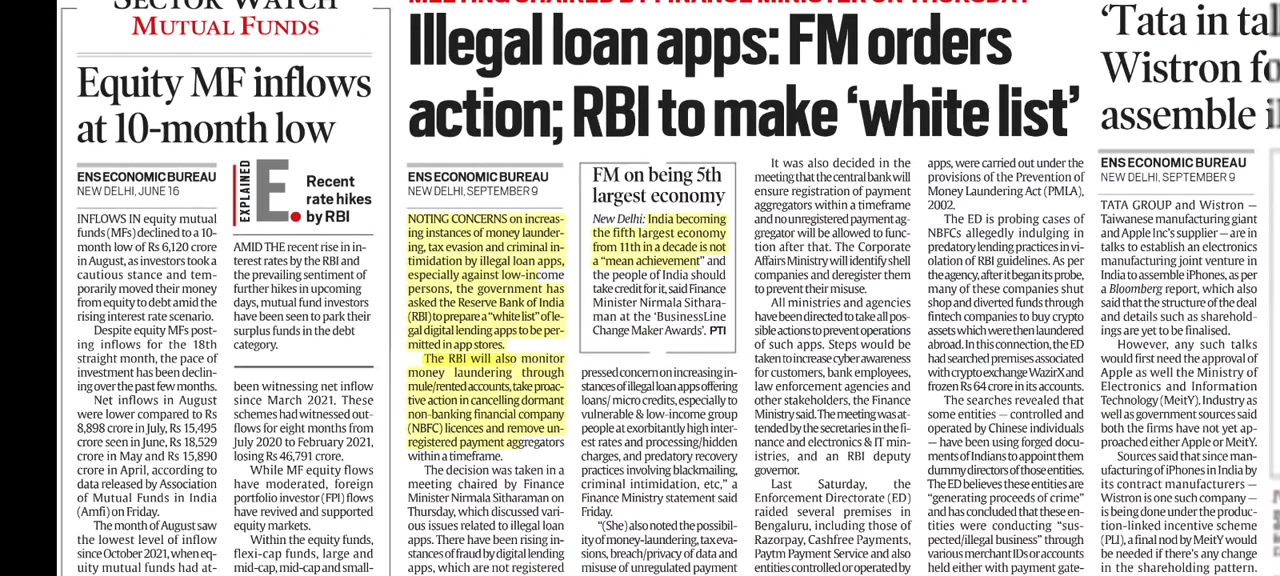 SECTOR WATCH
MUTUAL FUNDS
Equity MF inflows
at 10-month low
ENS ECONOMIC BUREAU
NEW DELHI, JUNE 16
INFLOWS IN equity mutual
funds (MFs) declined to a 10-
month low of Rs 6,120 crore
in August, as investors took a
cautious stance and tem-
porarily moved their money
from equity to debt amid the
rising interest rate scenario.
Despite equity MFs post-
ing inflows for the 18th
straight month, the pace of
investment has been declin-
ing over the past few months.
Net inflows in August
were lower compared to Rs
8,898 crore in July, Rs 15,495
crore seen in June, Rs 18,529
crore in May and Rs 15,890
crore in April, according to
data released by Association
of Mutual Funds in India
(Amfi) on Friday.
The month of August saw
the lowest level of inflow
since October 2021, when eq-
uity mutual funds had at-
EXPLAINED
E.
Recent
rate hikes
by RBI
AMID THE recent rise in in-
terest rates by the RBI and
the prevailing sentiment of
further hikes in upcoming
days, mutual fund investors
have been seen to park their
surplus funds in the debt
category.
been witnessing net inflow
since March 2021. These
schemes had witnessed out-
flows for eight months from
July 2020 to February 2021,
losing Rs 46,791 crore.
While MF equity flows
have moderated, foreign
portfolio investor (FPI) flows
have revived and supported
equity markets.
Within the equity funds,
flexi-cap funds, large and
mid-cap, mid-cap and small-
MEETING CHAIRED BY FINANCE MINISTER ON THURSDAY
Illegal loan apps: FM orders
action; RBI to make ‘white list’
ENS ECONOMIC BUREAU
NEW DELHI, SEPTEMBER 9
NOTING CONCERNS on increas-
ing instances of money launder-
ing, tax evasion and criminal in-
timidation by illegal loan apps,
especially against low-income
persons, the government has
asked the Reserve Bank of India
(RBI) to prepare a “white list” of le-
gal digital lending apps to be per-
mitted in app stores.
The RBI will also monitor
money laundering through
mule/rented accounts, take proac-
tive action in cancelling dormant
non-banking financial company
(NBFC) licences and remove un-
registered payment aggregators
within a timeframe.
The decision was taken in a
meeting chaired by Finance
Minister Nirmala Sitharaman on
Thursday, which discussed vari-
ous issues related to illegal loan
apps. There have been rising in-
stances of fraud by digital lending
apps, which are not registered
FM on being 5th
largest economy
New Delhi: India becoming
the fifth largest economy
from 11th in a decade is not
a “mean achievement” and
the people of India should
take credit for it, said Finance
Minister Nirmala Sithara-
man at the ‘BusinessLine
Change Maker Awards’. PTI
pressed concern on increasing in-
stances of illegal loan apps offering
loans/ micro credits, especially to
vulnerable & low-income group
people at exorbitantly high inter-
est rates and processing/hidden
charges, and predatory recovery
practices involving blackmailing,
criminal intimidation, etc,” a
Finance Ministry statement said
Friday.
“(She) also noted the possibil-
ity of money-laundering, tax eva-
sions, breach/privacy of data and
misuse of unregulated payment
It was also decided in the
meeting that the central bank will
ensure registration of payment
aggregators within a timeframe
and no unregistered payment ag-
gregator will be allowed to func-
tion after that. The Corporate
Affairs Ministry will identify shell
companies and deregister them
to prevent their misuse.
All ministries and agencies
have been directed to take all pos-
sible actions to prevent operations
of such apps. Steps would be
taken to increase cyber awareness
for customers, bank employees,
law enforcement agencies and
other stakeholders, the Finance
Ministry said. The meeting was at-
tended by the secretaries in the fi-
nance and electronics & IT min-
istries, and an RBI deputy
governor.
Last Saturday, the
Enforcement Directorate (ED)
raided several premises in
Bengaluru, including those of
Razorpay, Cashfree Payments,
Paytm Payment Service and also
entities controlled or operated by
apps, were carried out under the
provisions of the Prevention of
Money Laundering Act (PMLA),
2002.
The ED is probing cases of
NBFCs allegedly indulging in
predatory lending practices in vi-
olation of RBI guidelines. As per
the agency, after it began its probe,
many of these companies shut
shop and diverted funds through
fintech companies to buy crypto
assets which were then laundered
abroad. In this connection, the ED
had searched premises associated
with crypto exchange WazirX and
frozen Rs 64 crore in its accounts.
The searches revealed that
some entities — controlled and
operated by Chinese individuals
— have been using forged docu-
ments of Indians to appoint them
dummy directors of those entities.
The ED believes these entities are
“generating proceeds of crime”
and has concluded that these en-
tities were conducting “sus-
pected/illegal business” through
various merchant IDs or accounts
held either with payment gate-
‘Tata in ta
Wistron fo
assemble i
ENS ECONOMIC BUREAU
NEW DELHI, SEPTEMBER 9
TATA GROUP and Wistron —
Taiwanese manufacturing giant
and Apple Inc’s supplier — are in
talks to establish an electronics
manufacturing joint venture in
India to assemble iPhones, as per
a Bloomberg report, which also
said that the structure of the deal
and details such as sharehold-
ings are yet to be finalised.
However, any such talks
would first need the approval of
Apple as well the Ministry of
Electronics and Information
Technology (MeitY). Industry as
well as government sources said
both the firms have not yet ap-
proached either Apple or MeitY.
Sources said that since man-
ufacturing of iPhones in India by
its contract manufacturers —
Wistron is one such company —
is being done under the produc-
tion-linked incentive scheme
(PLI), a final nod by MeitY would
be needed if there’s any change
in the shareholding pattern.